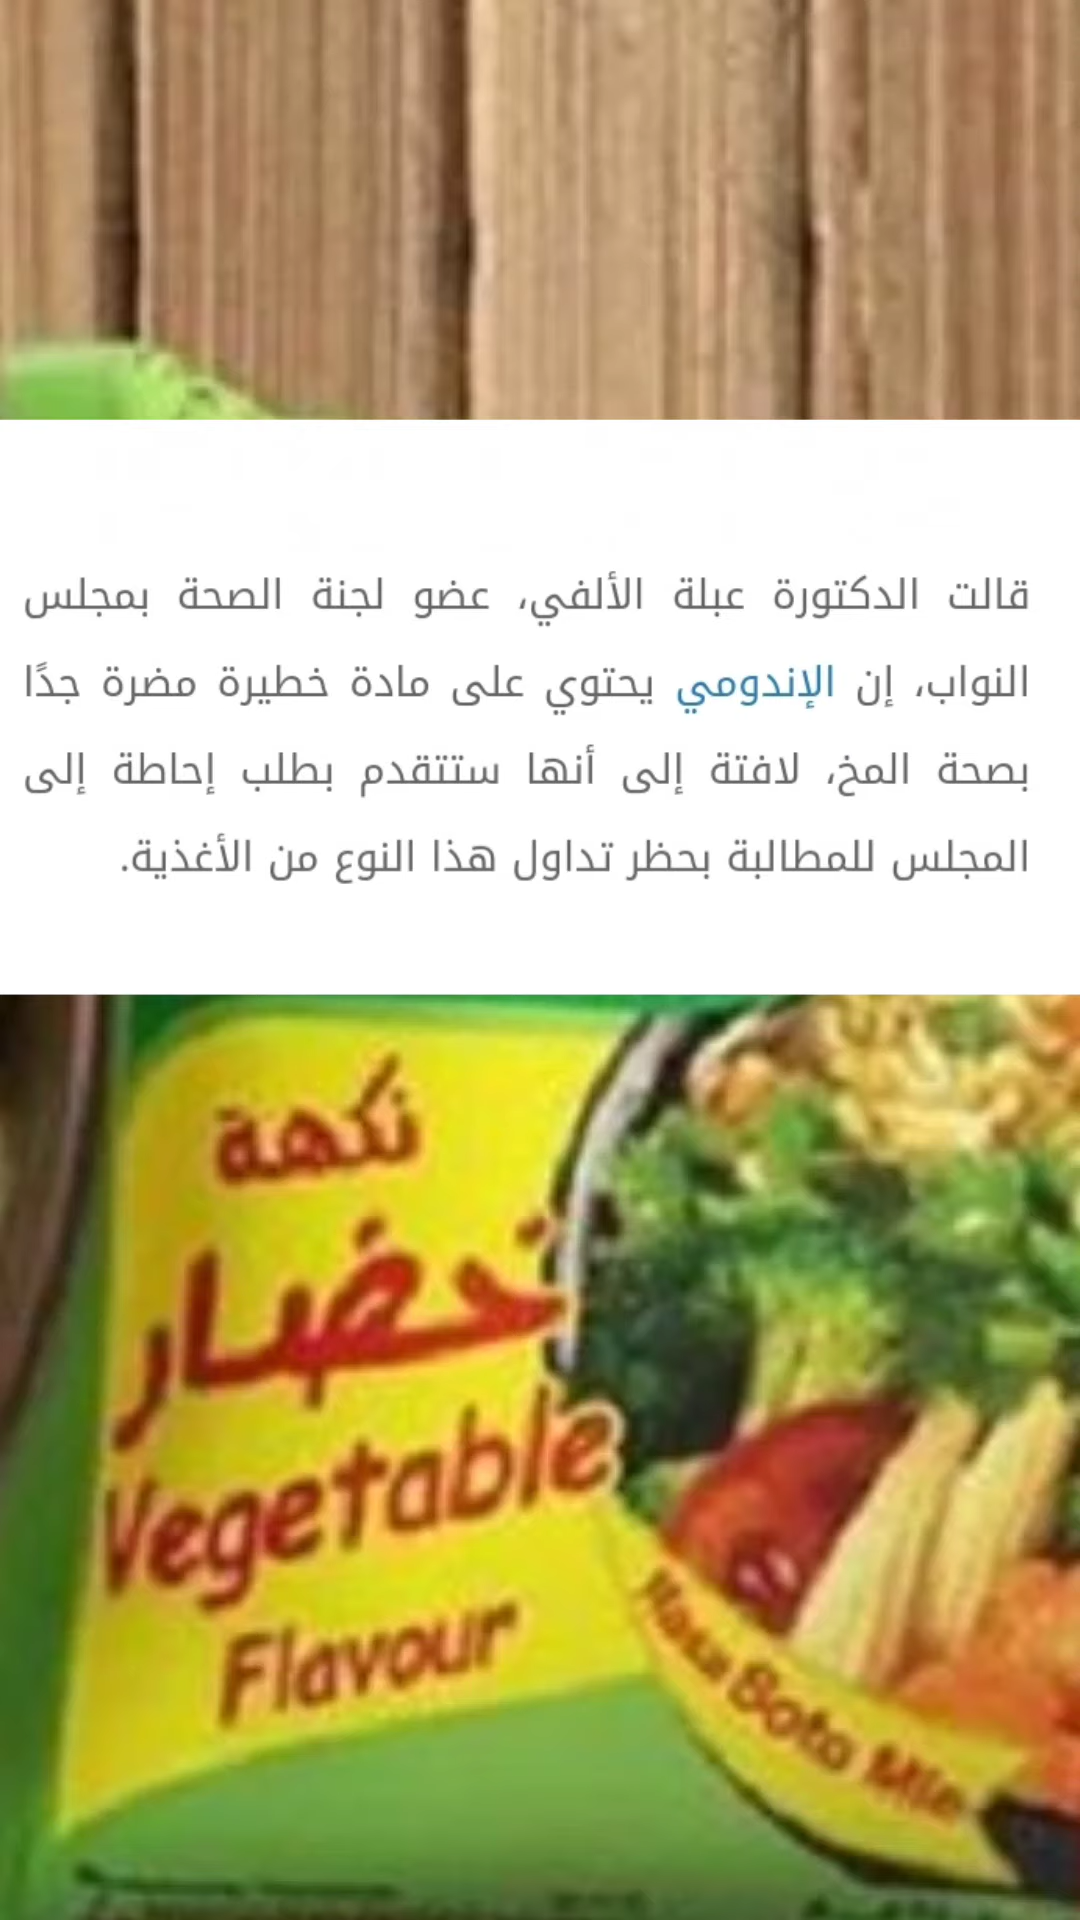 قالت الدكتورة عبلة الألفي، عضو لجنة الصحة بمجلس
النواب، إن الإندومي يحتوي على مادة خطيرة مضرة جدًا
بصحة المخ، لافتة إلى أنها ستتقدم بطلب إحاطة إلى
المجلس للمطالبة بحظر تداول هذا النوع من الأغذية.
نكهة
خضار
Vegetable
Flavour
Rasa Soto Mie